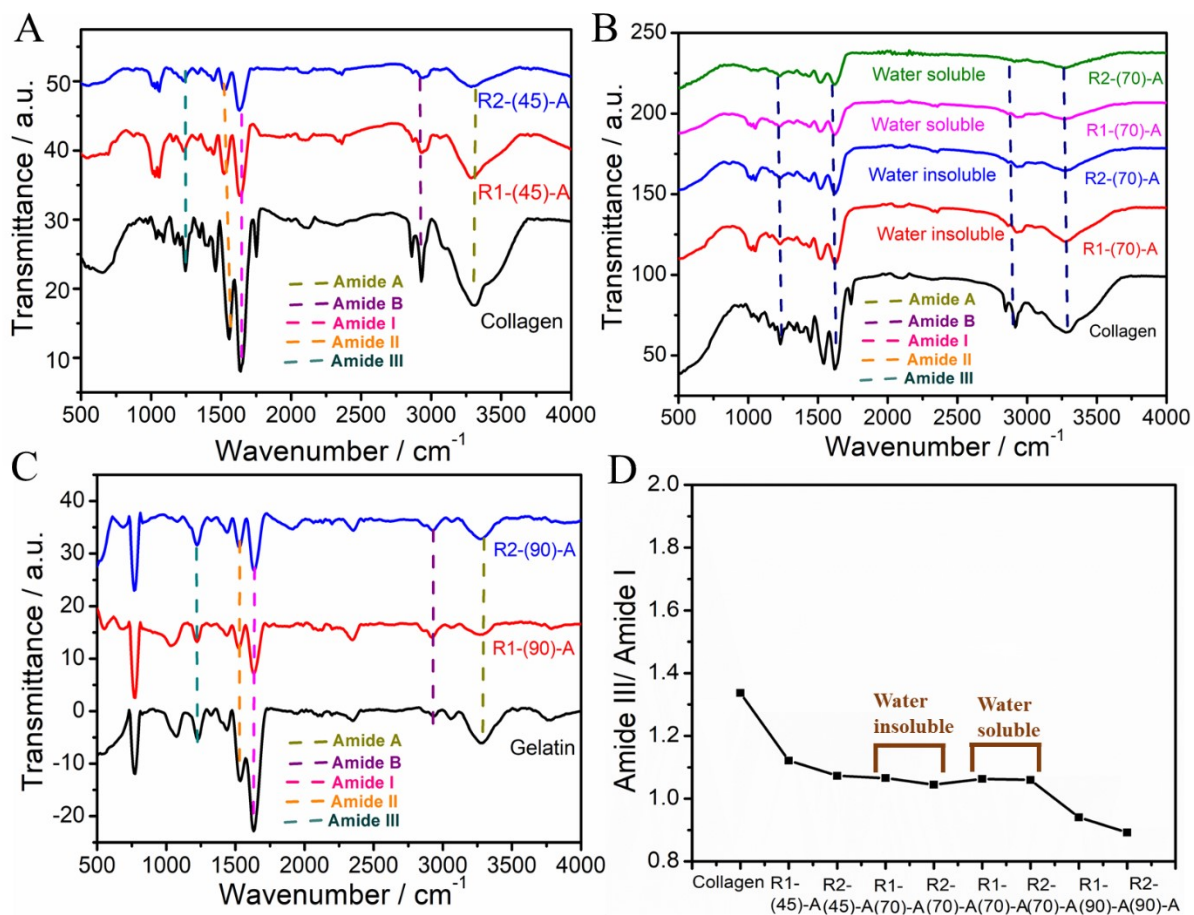 A
Transmittance / a.u.
50
40
30
20
10
R2-(45)-A
R1-(45)-A
Collagen
Amide A
Amide B
Amide I
Amide II
Amide III
500 1000 1500 2000 2500 3000 3500 4000
Wavenumber / cm-1
B
Transmittance / a.u.
250
200
150
100
50
Water soluble
R2-(70)-A
Water soluble
R1-(70)-A
Water insoluble
R2-(70)-A
Water insoluble
R1-(70)-A
Collagen
Amide A
Amide B
Amide I
Amide II
Amide III
500 1000 1500 2000 2500 3000 3500 4000
Wavenumber / cm-1
C
Transmittance / a.u.
40
30
20
10
0
-10
-20
R2-(90)-A
R1-(90)-A
Gelatin
Amide A
Amide B
Amide I
Amide II
Amide III
500 1000 1500 2000 2500 3000 3500 4000
Wavenumber / cm-1
D
Amide III/ Amide I
2.0
1.8
1.6
1.4
1.2
1.0
0.8
Water
insoluble
Water
soluble
Collagen R1- R2- R1- R2- R1- R2- R1- R2-
(45)-A (45)-A (70)-A (70)-A (70)-A (70)-A (90)-A (90)-A